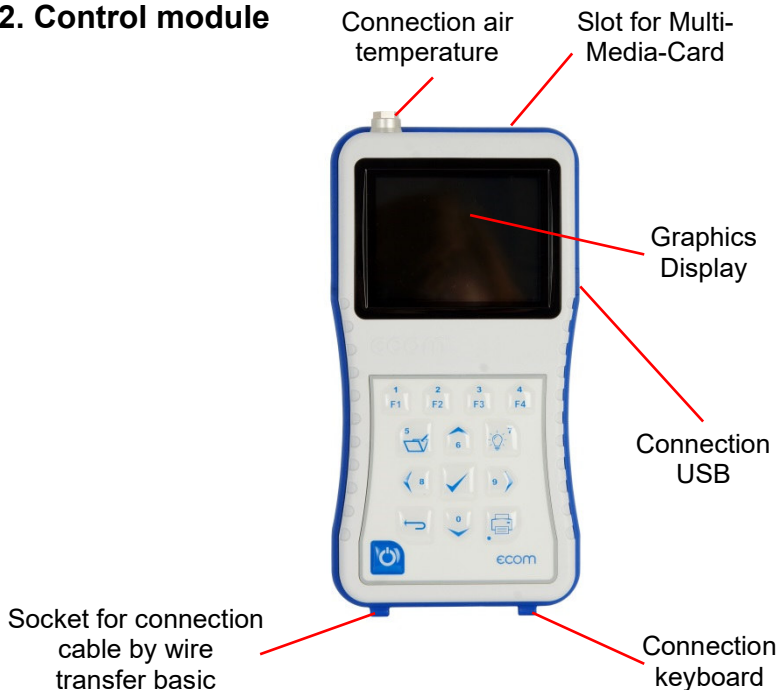 2. Control module
Connection air
temperature
Slot for Multi-
Media-Card
Graphics
Display
1
F1
2
F2
3
F3
4
F4
5
6
7
8
9
0
ecom
Connection
USB
Socket for connection
cable by wire
transfer basic
Connection
keyboard